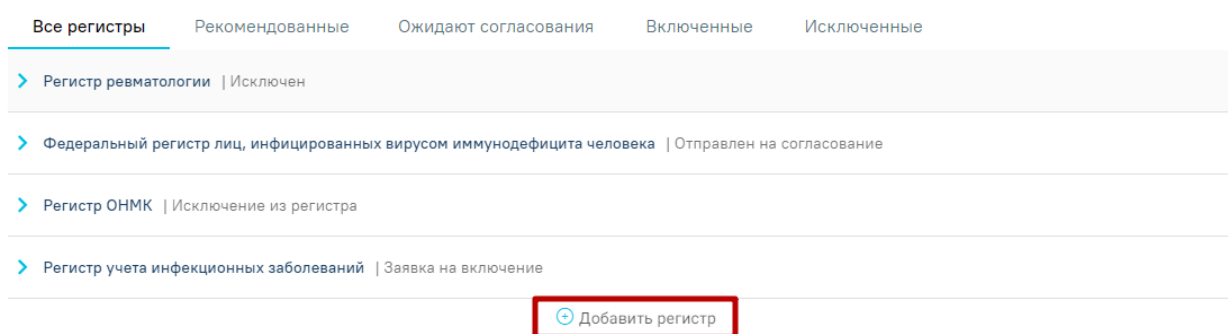 Все регистры Рекомендованные Ожидают согласования Включенные Исключенные
Регистр ревматологии | Исключен
Федеральный регистр лиц, инфицированных вирусом иммунодефицита человека | Отправлен на согласование
Регистр ОНМК | Исключение из регистра
Регистр учета инфекционных заболеваний | Заявка на включение
Добавить регистр